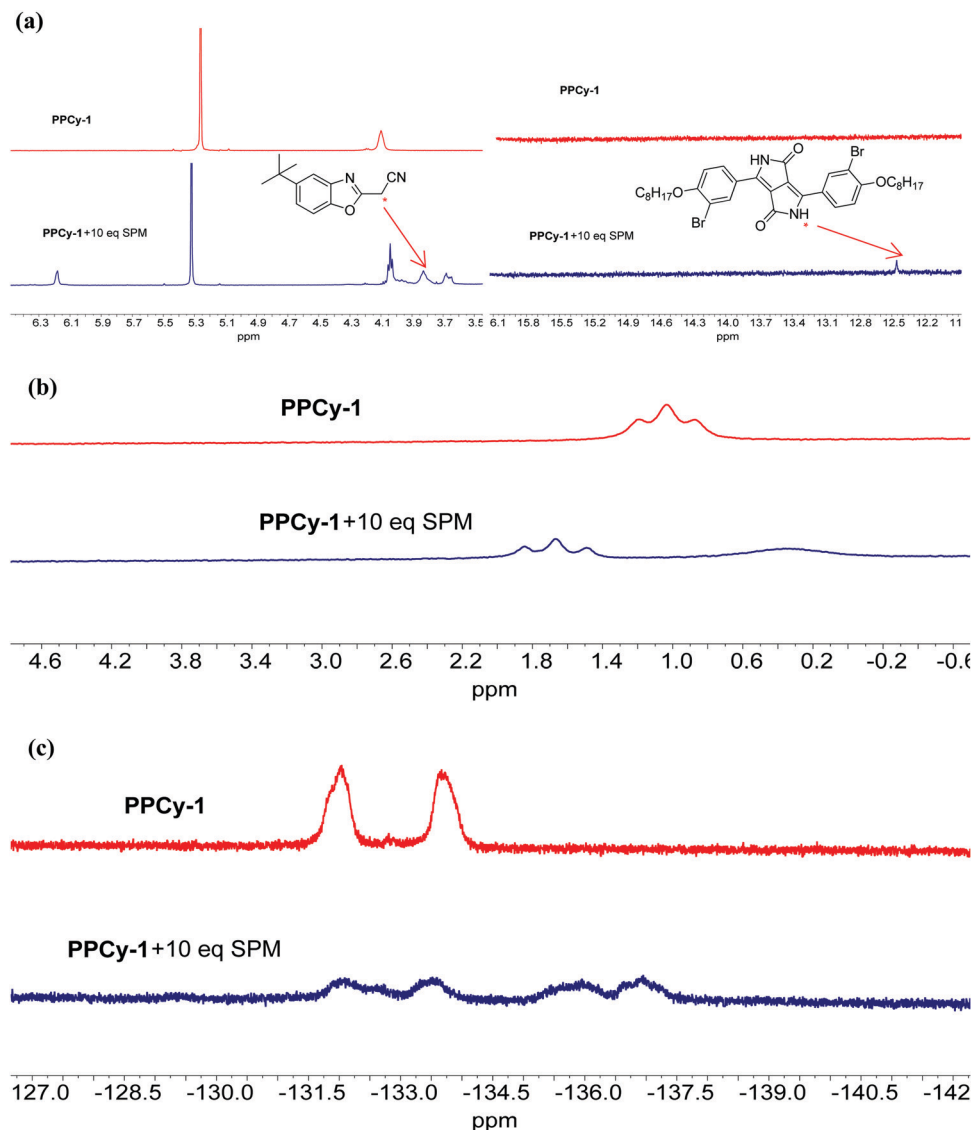 (a)
PPCy-1
PPCy-1+10 eq SPM
N
O
CN
*
6.3 6.1 5.9 5.7 5.5 5.3 5.1 4.9 4.7 4.5 4.3 4.1 3.9 3.7 3.5
ppm
PPCy-1
HN
O
Br
C8H17
O
Br
O
NH
*
OC8H17
PPCy-1+10 eq SPM
6.1 15.8 15.5 15.2 14.9 14.6 14.3 14.0 13.7 13.4 13.1 12.8 12.5 12.2 11
ppm
(b)
PPCy-1
PPCy-1+10 eq SPM
4.6 4.2 3.8 3.4 3.0 2.6 2.2 1.8 1.4 1.0 0.6 0.2 -0.2 -0.6
ppm
(c)
PPCy-1
PPCy-1+10 eq SPM
127.0 -128.5 -130.0 -131.5 -133.0 -134.5 -136.0 -137.5 -139.0 -140.5 -142
ppm